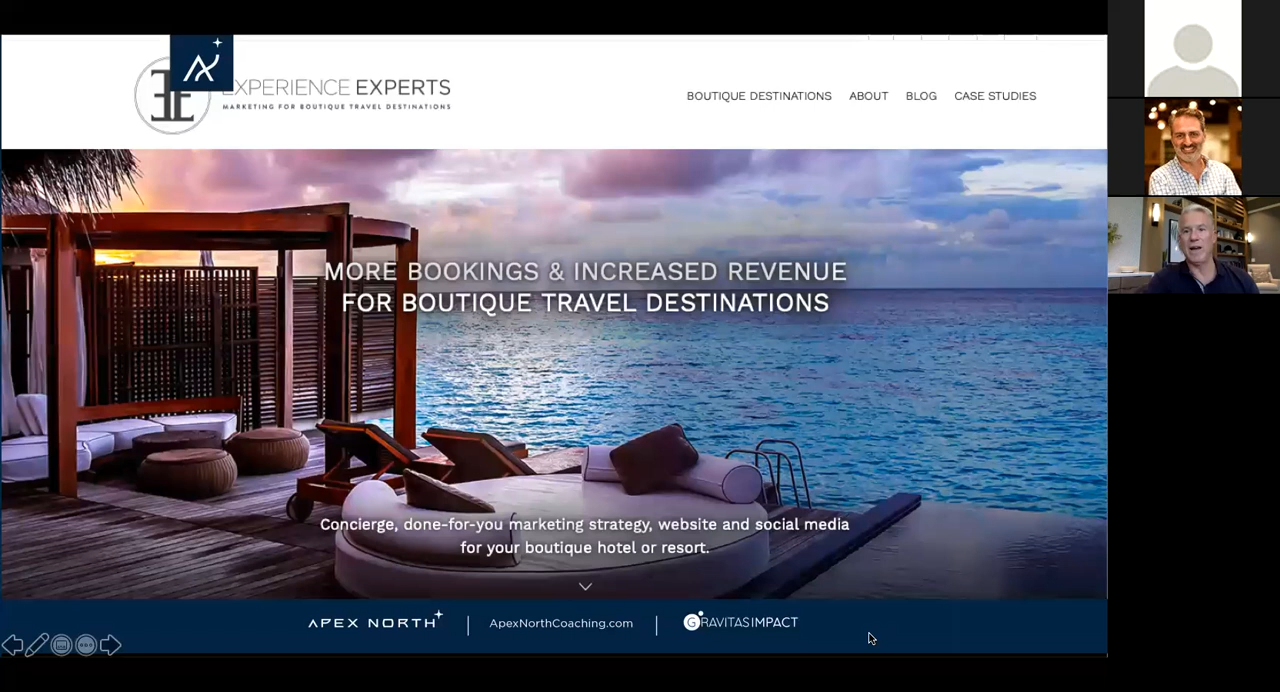 EXPERIENCE EXPERTS
MARKETING FOR BOUTIQUE TRAVEL DESTINATIONS
BOUTIQUE DESTINATIONS ABOUT BLOG CASE STUDIES
MORE BOOKINGS & INCREASED REVENUE
FOR BOUTIQUE TRAVEL DESTINATIONS
Concierge, done-for-you marketing strategy, website and social media
for your boutique hotel or resort.
APEX NORTH | ApexNorthCoaching.com | GRAVITAS IMPACT